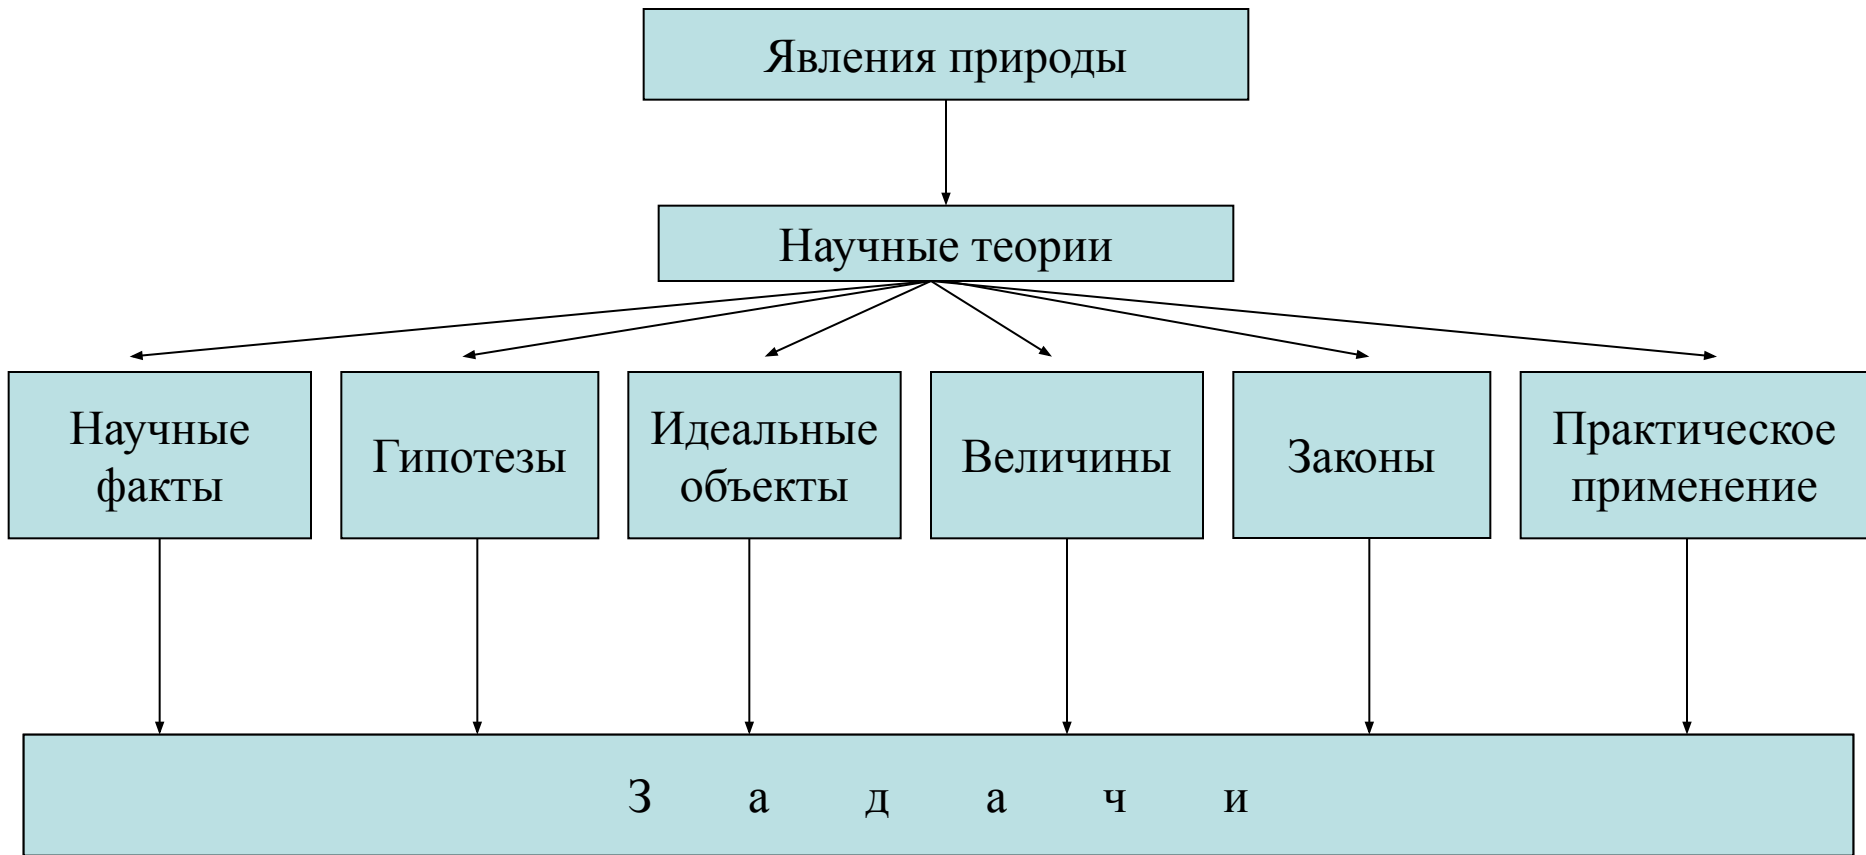 Явления природы
Научные теории
Научные
факты
Гипотезы
Идеальные
объекты
Величины
Законы
Практическое
применение
З а д а ч и